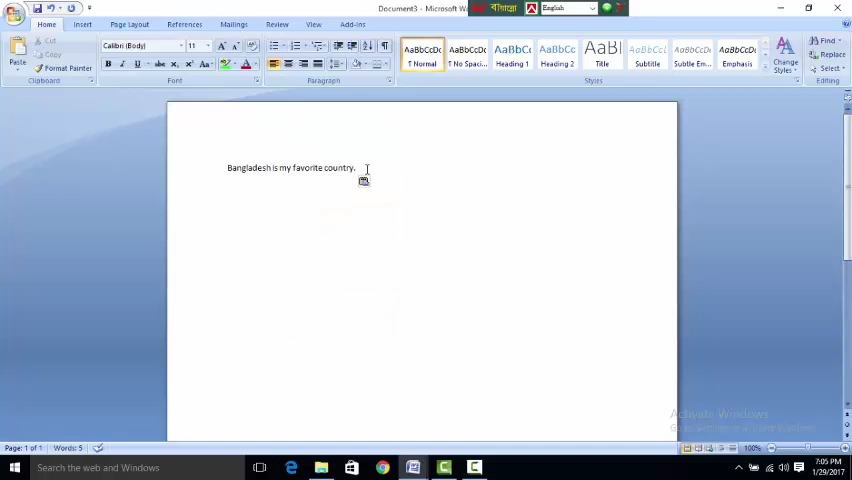 Document3 - Microsoft Wo
বাংলা
English
Home Insert Page Layout References Mailings Review View Add-Ins
Paste
Cut
Copy
Format Painter
Clipboard
Calibri (Body) 11
Font
Paragraph
AaBbCcDc AaBbCcDc AaBbCc AaBbCc AaBl AaBbCcL AaBbCcDc AaBbCcDc
¶ Normal ¶ No Spaci... Heading 1 Heading 2 Title Subtitle Subtle Em... Emphasis
Change Styles
Styles
Find
Replace
Select
Editing
Bangladesh is my favorite country.
Activate Windows
Page: 1 of 1 Words: 5
100%
Search the web and Windows
7:05 PM
1/29/2017